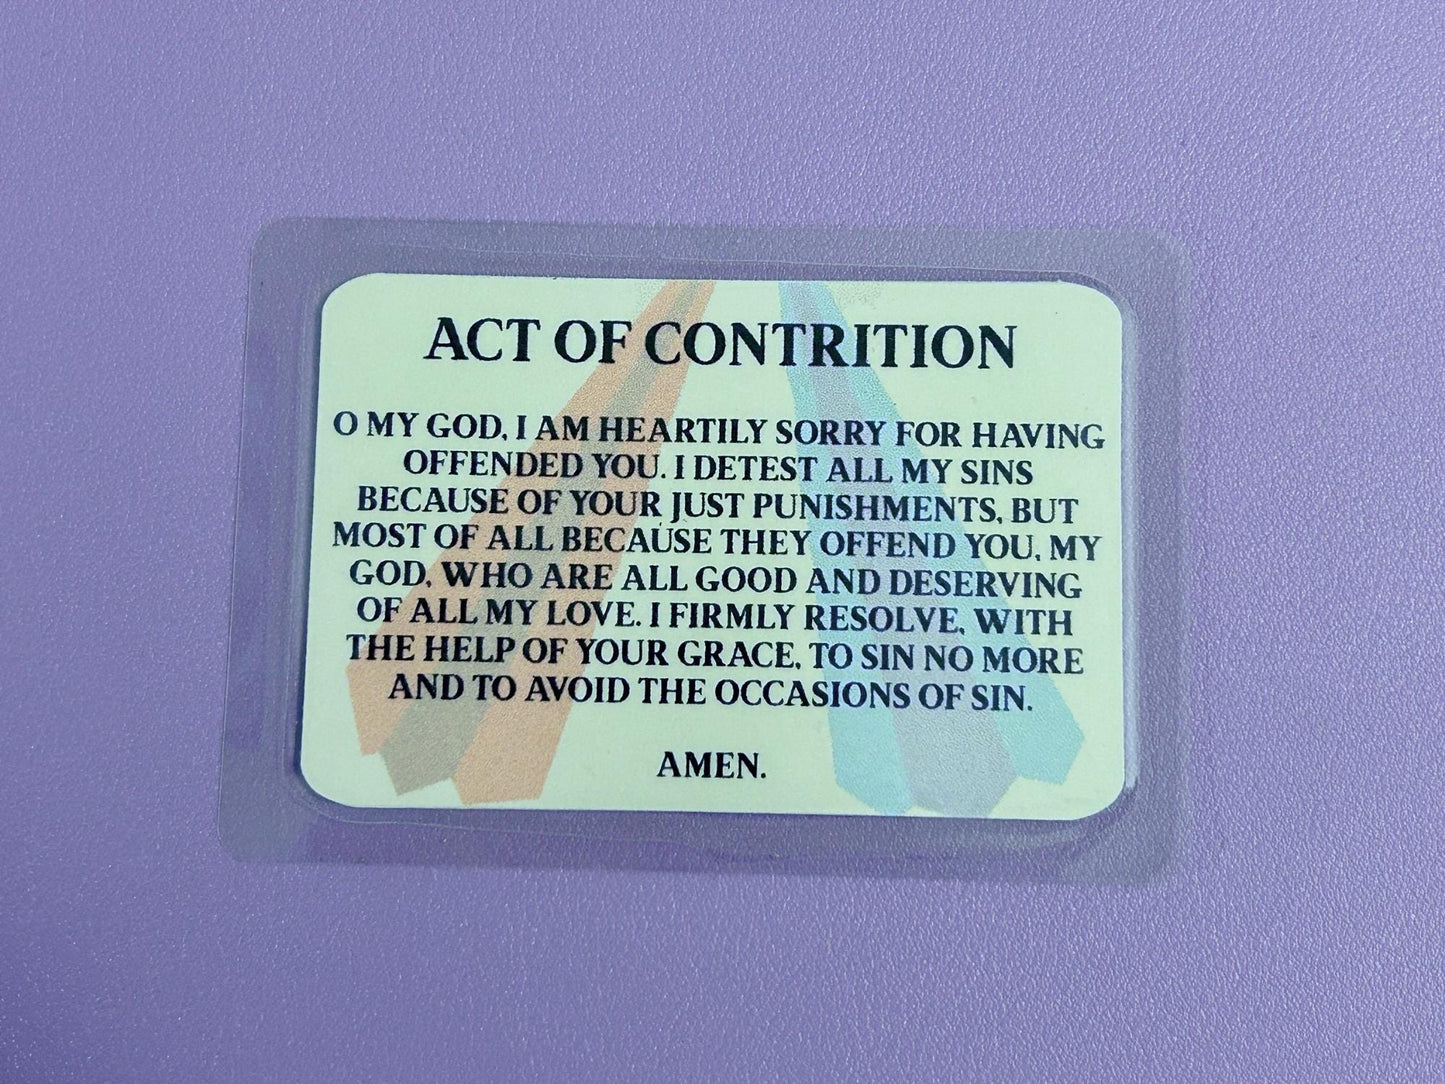 ACT OF CONTRITION
O MY GOD, I AM HEARTILY SORRY FOR HAVING
OFFENDED YOU. I DETEST ALL MY SINS
BECAUSE OF YOUR JUST PUNISHMENTS, BUT
MOST OF ALL BECAUSE THEY OFFEND YOU, MY
GOD, WHO ARE ALL GOOD AND DESERVING
OF ALL MY LOVE. I FIRMLY RESOLVE, WITH
THE HELP OF YOUR GRACE, TO SIN NO MORE
AND TO AVOID THE OCCASIONS OF SIN.
AMEN.